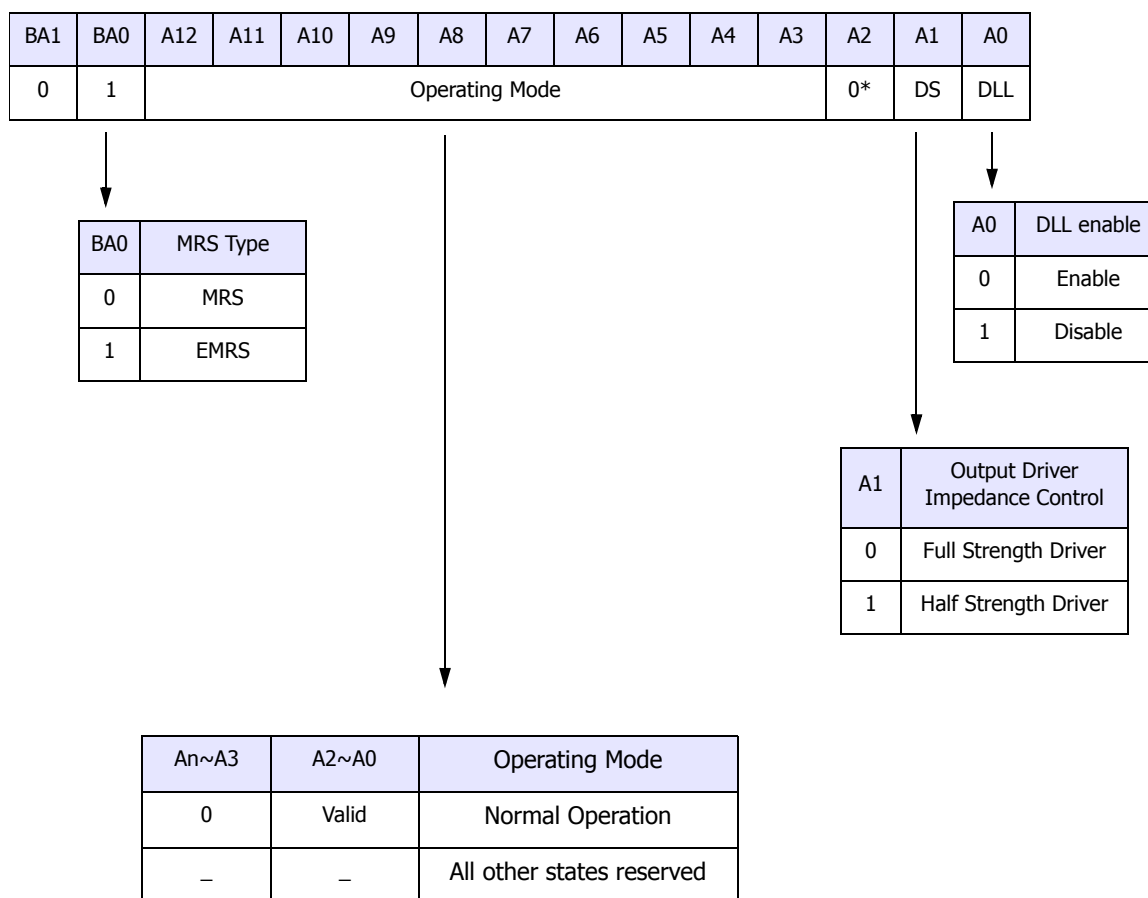 BA1 BA0 A12 A11 A10 A9 A8 A7 A6 A5 A4 A3 A2 A1 A0
0 1 Operating Mode 0* DS DLL
BA0 MRS Type
0 MRS
1 EMRS
A0 DLL enable
0 Enable
1 Disable
A1 Output Driver
Impedance Control
0 Full Strength Driver
1 Half Strength Driver
An~A3 A2~A0 Operating Mode
0 Valid Normal Operation
_ _ All other states reserved